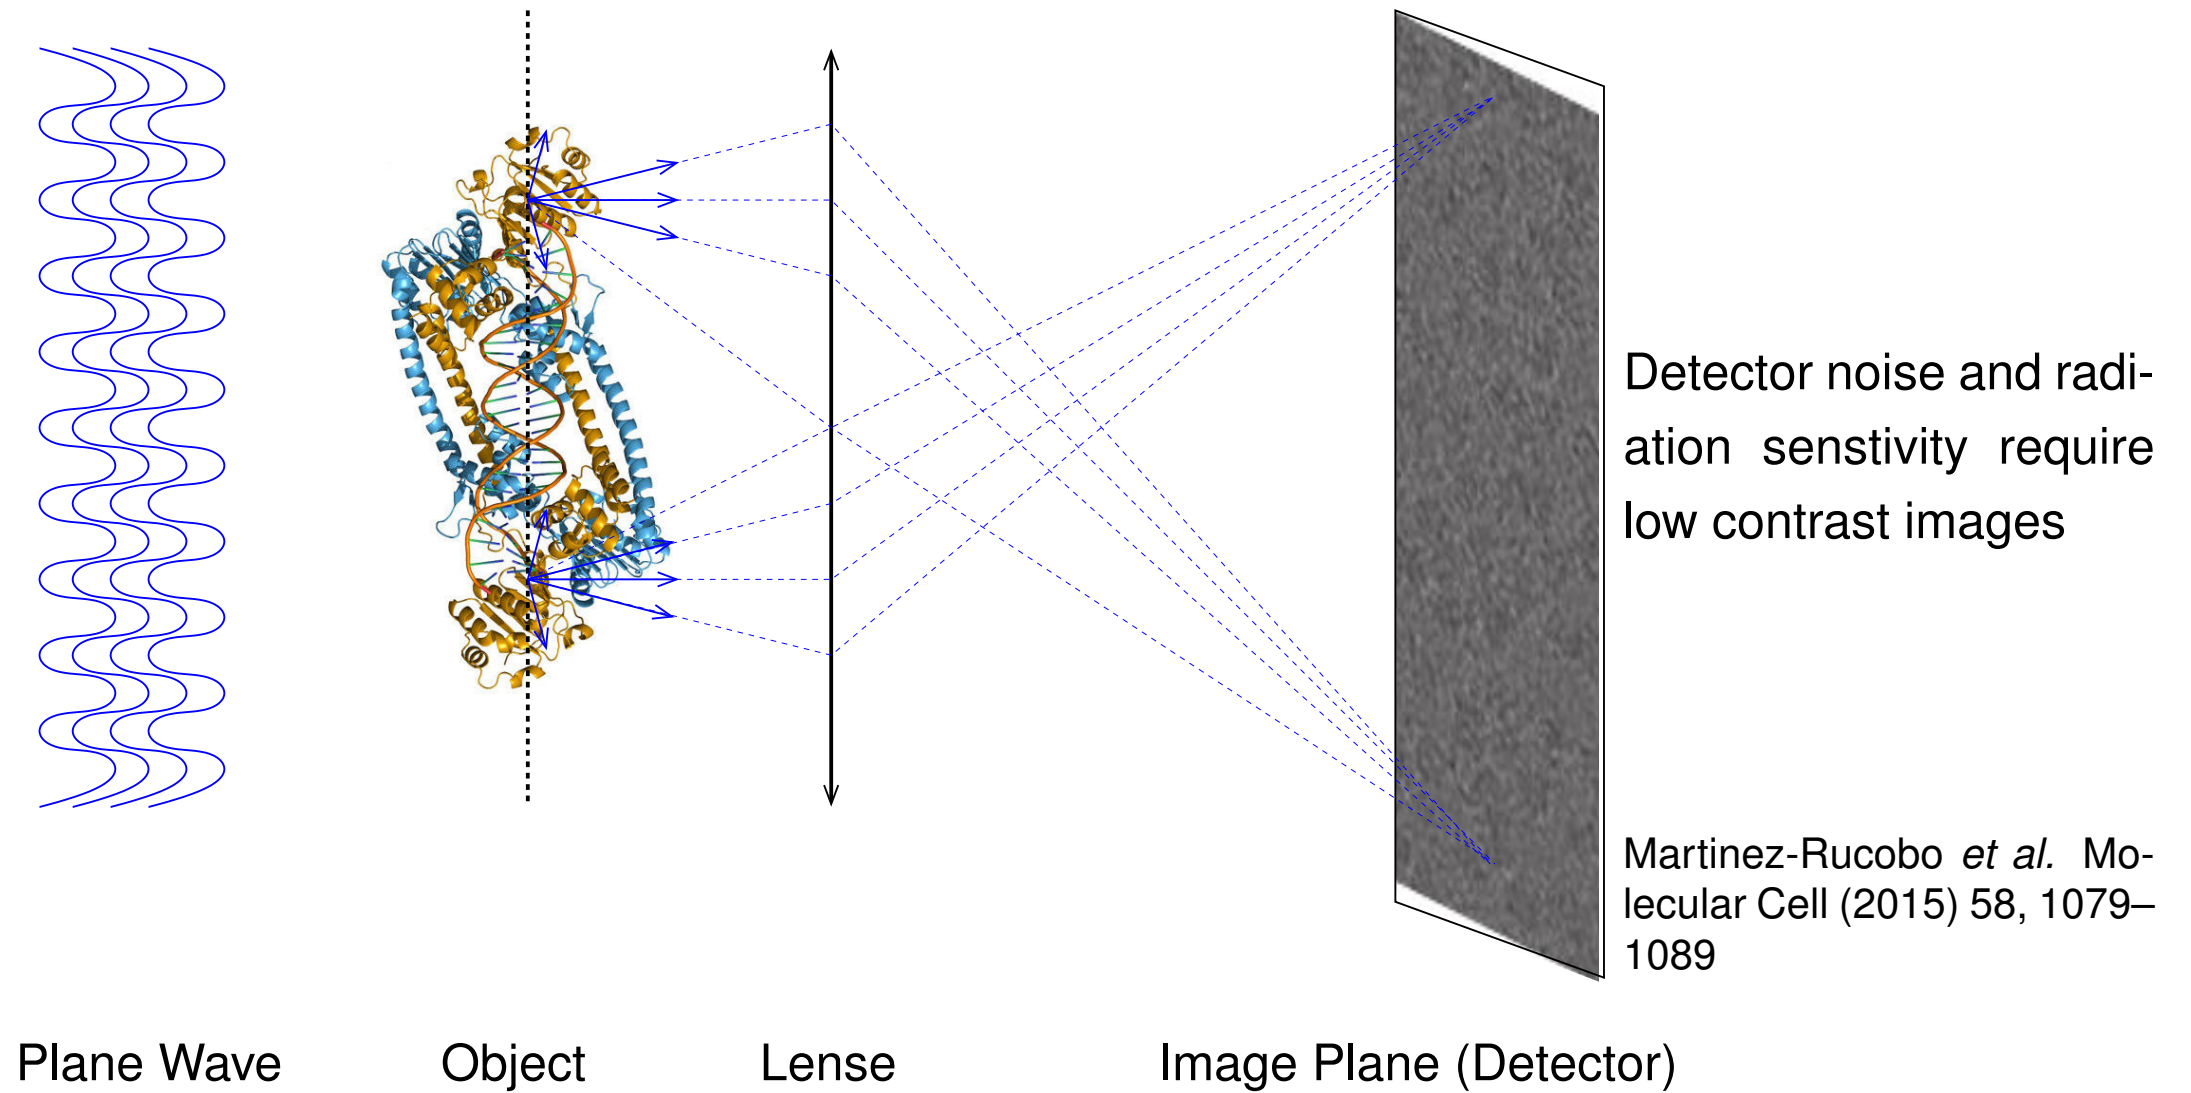 Detector noise and radi-
ation senstivity require
low contrast images
Martinez-Rucobo et al. Mo-
lecular Cell (2015) 58, 1079–
1089
Plane Wave
Object
Lense
Image Plane (Detector)